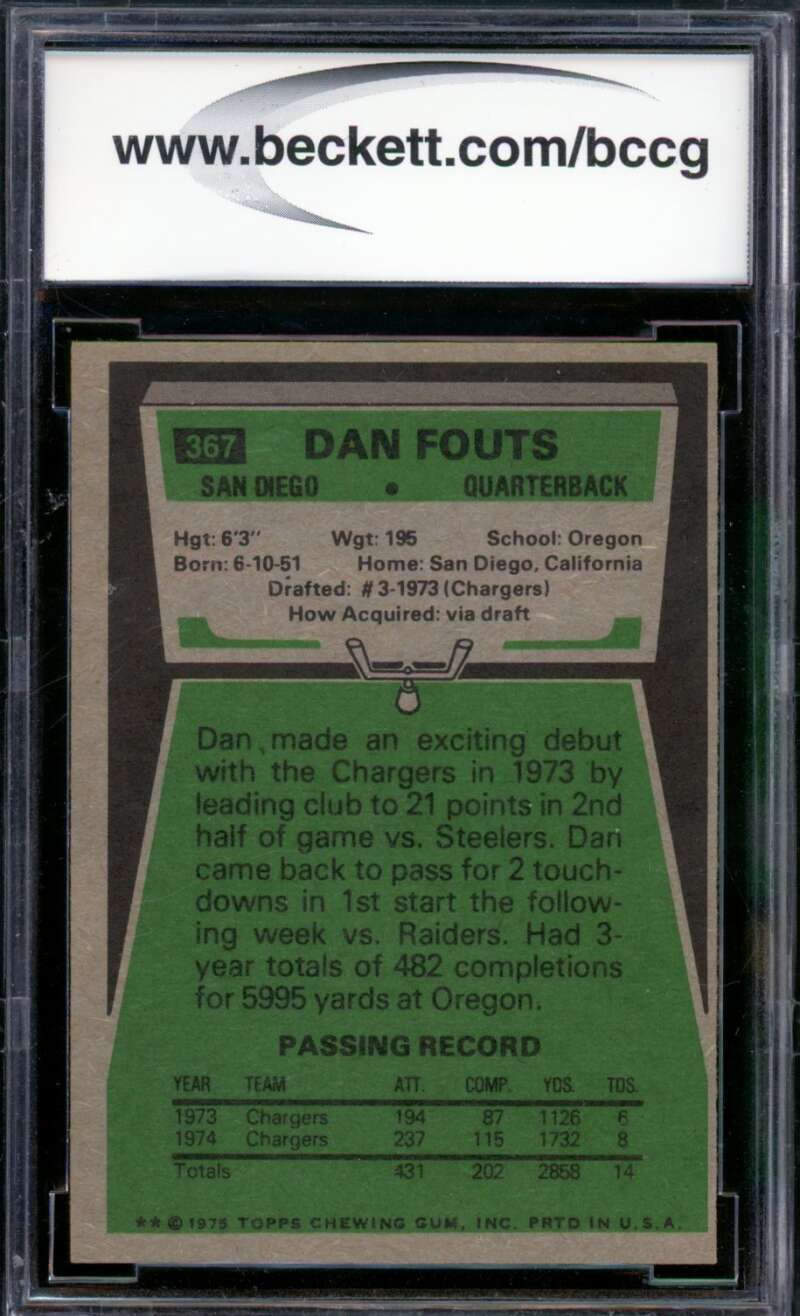 www.beckett.com/bccg
367 DAN FOUTS
SAN DIEGO • QUARTERBACK
Hgt: 6'3" Wgt: 195 School: Oregon
Born: 6-10-51 Home: San Diego, California
Drafted: #3-1973 (Chargers)
How Acquired: via draft
Dan made an exciting debut
with the Chargers in 1973 by
leading club to 21 points in 2nd
half of game vs. Steelers. Dan
came back to pass for 2 touch-
downs in 1st start the follow-
ing week vs. Raiders. Had 3-
year totals of 482 completions
for 5995 yards at Oregon.
PASSING RECORD
YEAR TEAM ATT. COMP. YDS. TDS.
1973 Chargers 194 87 1126 6
1974 Chargers 237 115 1732 8
Totals 431 202 2858 14
** © 1975 TOPPS CHEWING GUM, INC. PRTD IN U.S.A.